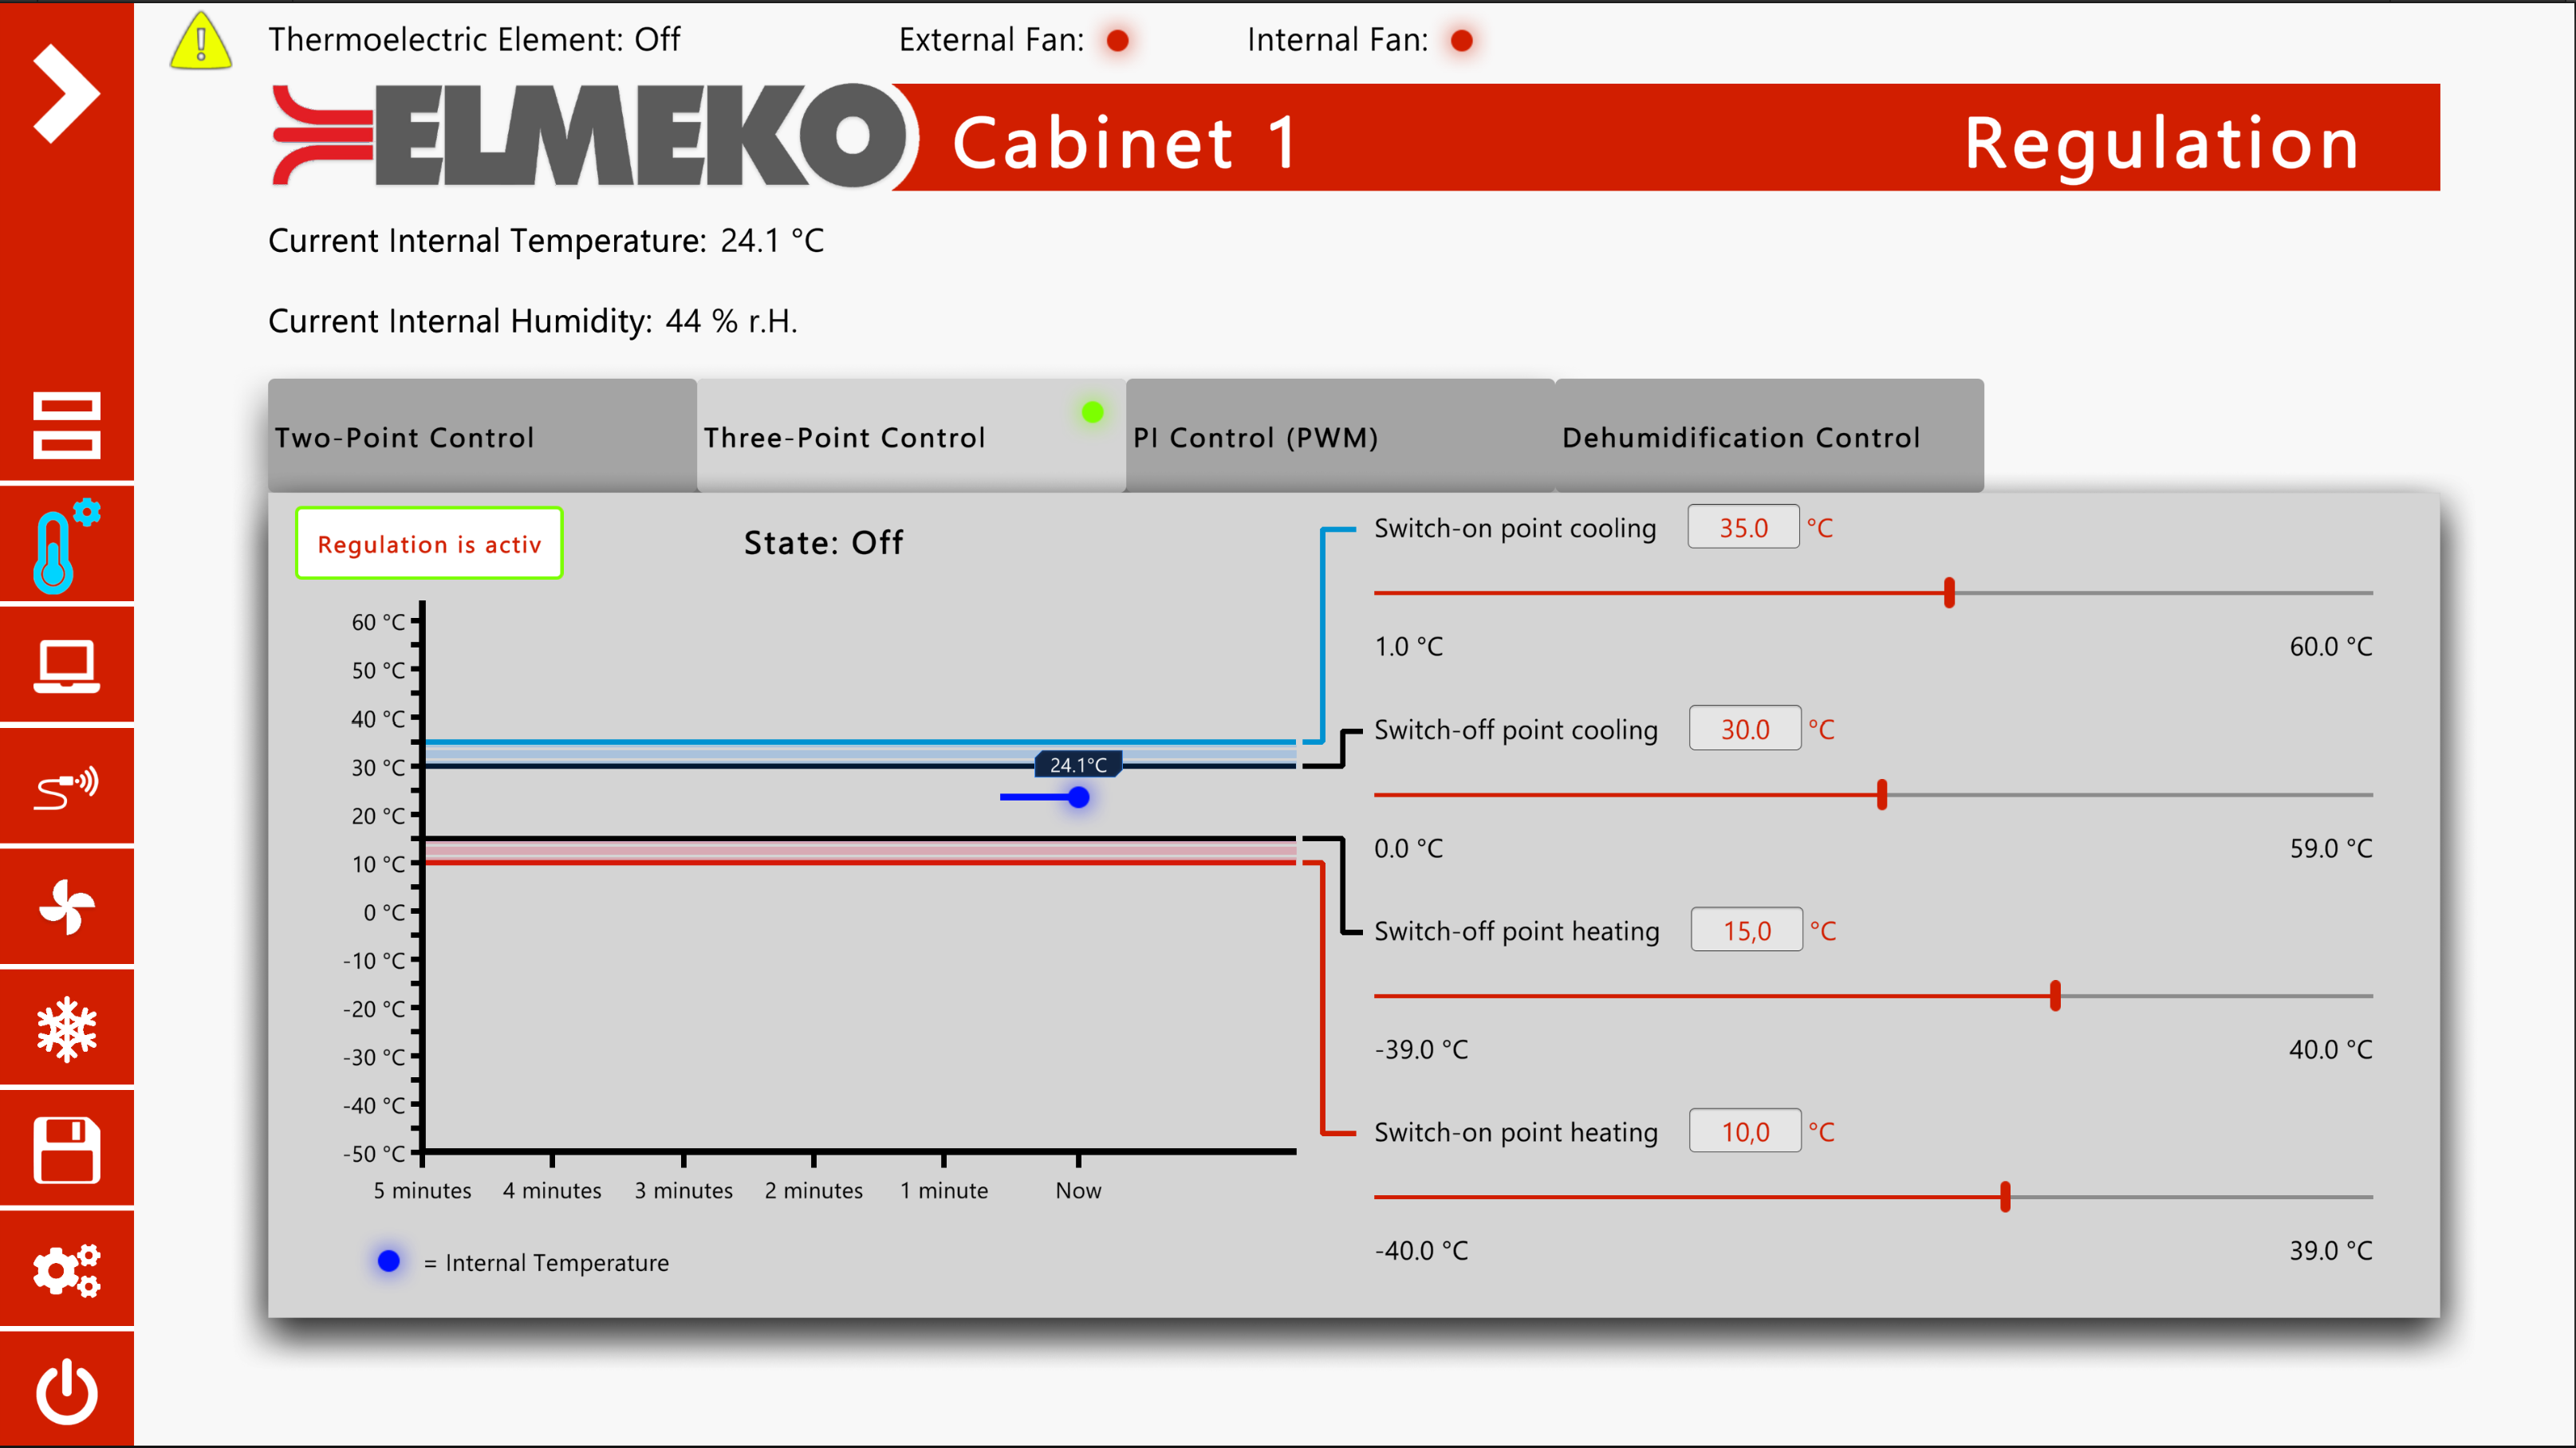 Thermoelectric Element: Off External Fan: Internal Fan:
ELMEKO Cabinet 1 Regulation
Current Internal Temperature: 24.1 °C
Current Internal Humidity: 44 % r.H.
Two-Point Control Three-Point Control PI Control (PWM) Dehumidification Control
Regulation is activ State: Off
60 °C
50 °C
40 °C
30 °C
20 °C
10 °C
0 °C
-10 °C
-20 °C
-30 °C
-40 °C
-50 °C
24.1°C
5 minutes 4 minutes 3 minutes 2 minutes 1 minute Now
= Internal Temperature
Switch-on point cooling 35.0 °C
1.0 °C 60.0 °C
Switch-off point cooling 30.0 °C
0.0 °C 59.0 °C
Switch-off point heating 15,0 °C
-39.0 °C 40.0 °C
Switch-on point heating 10,0 °C
-40.0 °C 39.0 °C